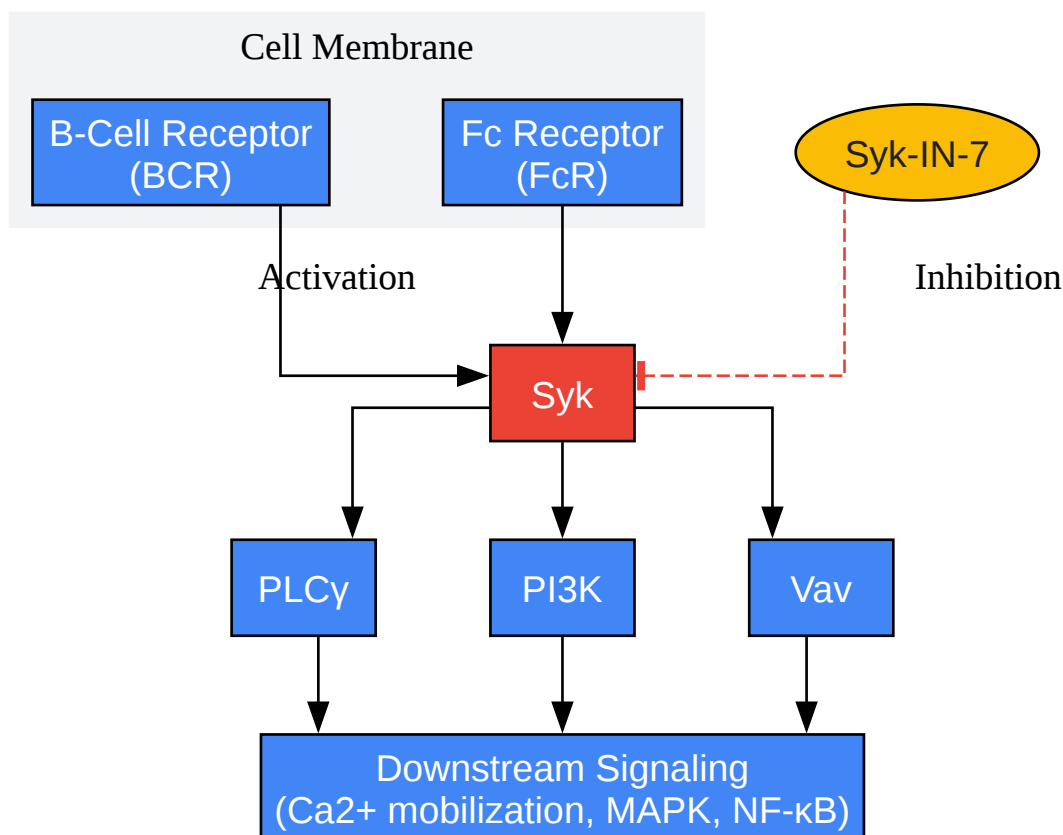 Cell Membrane
B-Cell Receptor
(BCR)
Fc Receptor
(FcR)
Syk-IN-7
Activation
Inhibition
Syk
PLCγ
PI3K
Vav
Downstream Signaling
(Ca2+ mobilization, MAPK, NF-κB)